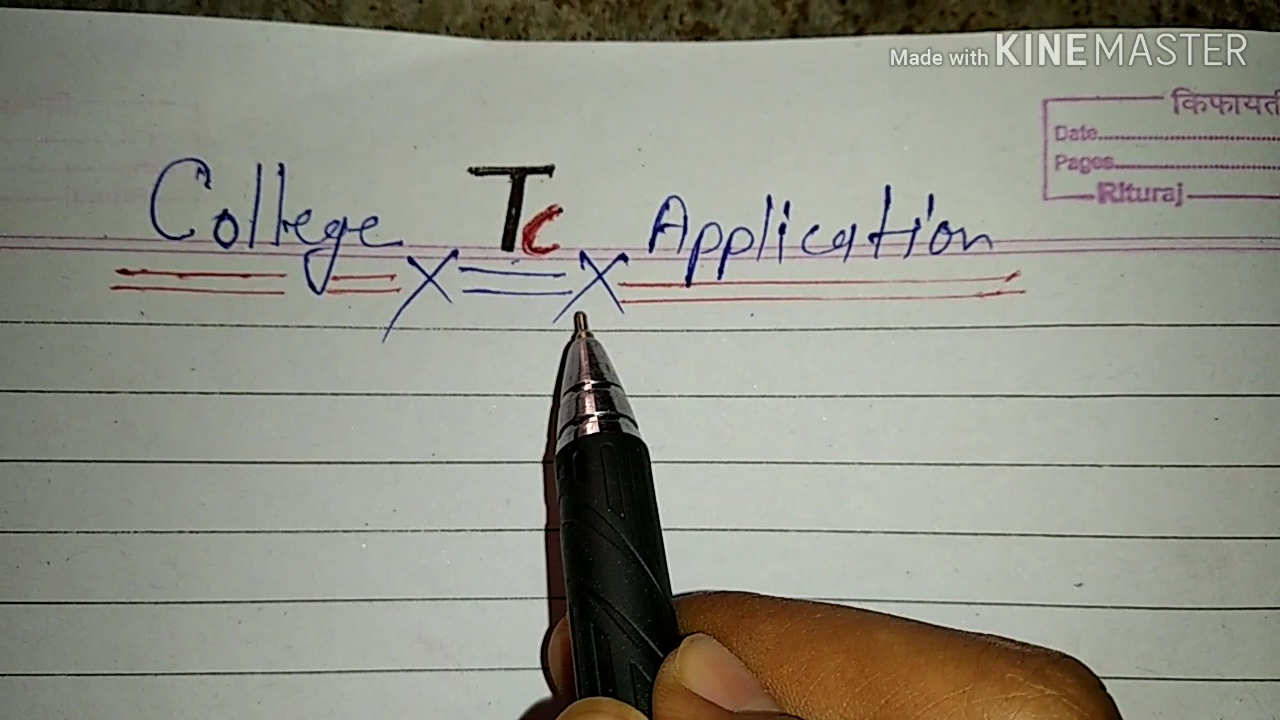 Made with KINEMASTER
किफायती
Date
Pages
Rituraj
College Tc Application